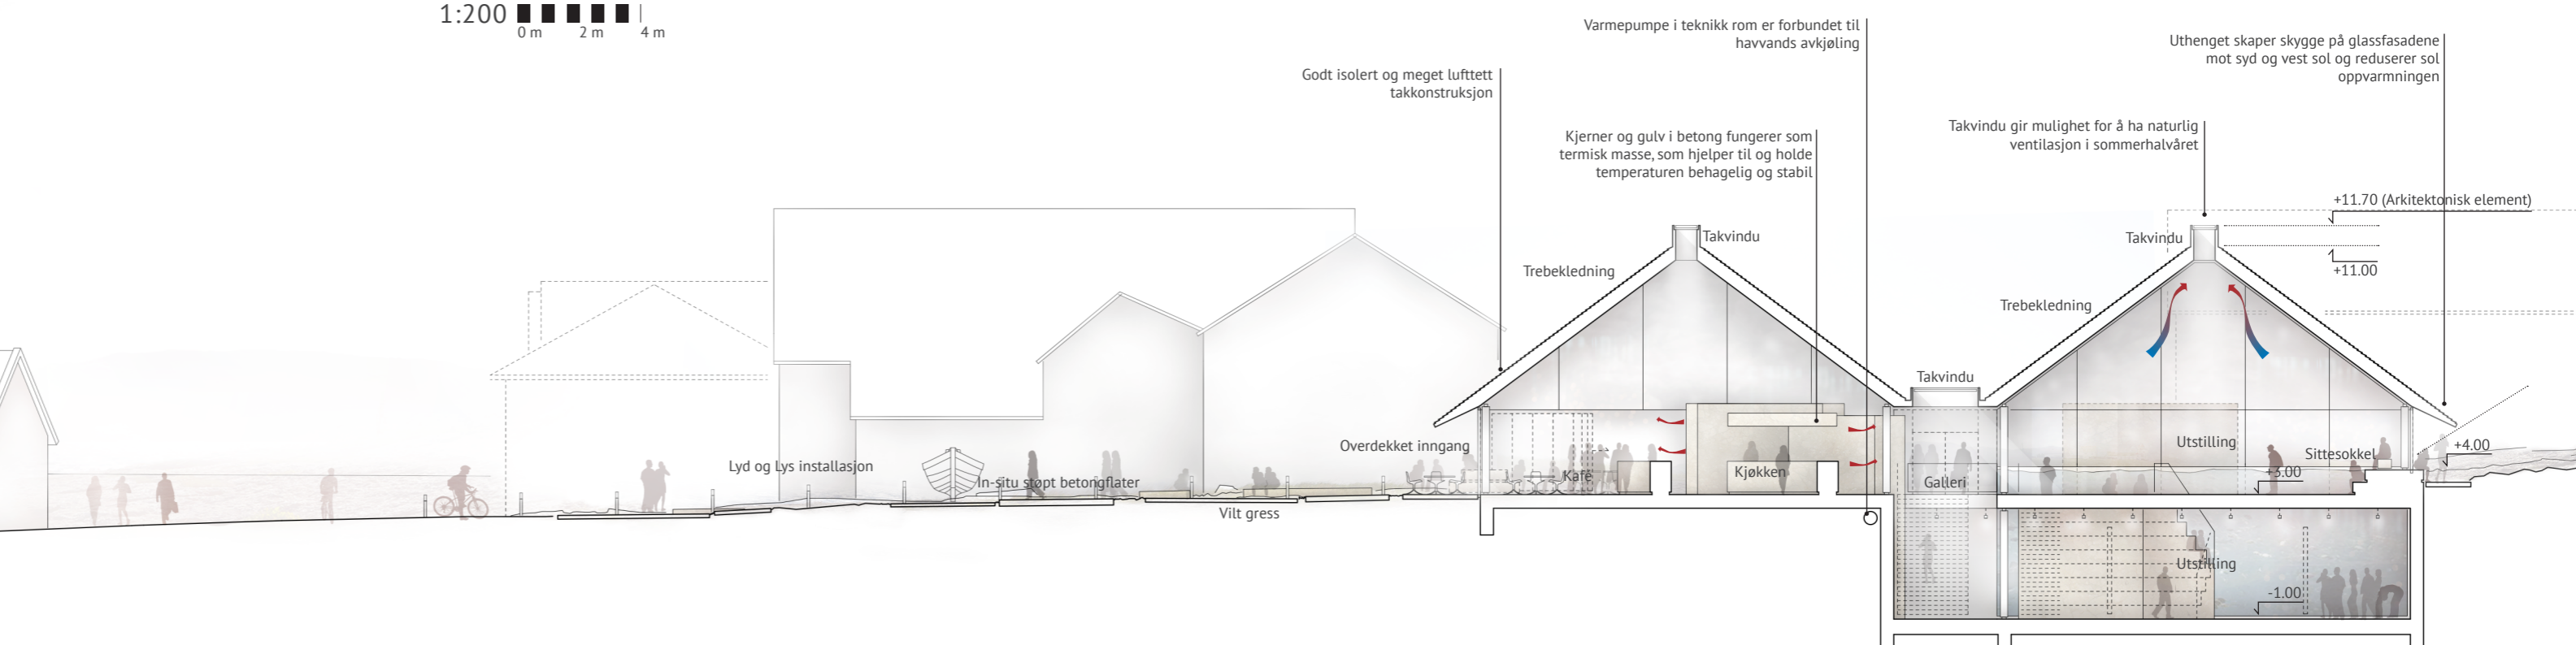 1:200
0 m 2 m 4 m
Varmepumpe i teknikk rom er forbundet til
havvands avkjøling
Uthenget skaper skygge på glassfasadene
mot syd og vest sol og reduserer sol
oppvarmningen
Godt isolert og meget lufttett
takkonstruksjon
Kjerner og gulv i betong fungerer som
termisk masse, som hjelper til og holde
temperaturen behagelig og stabil
Takvindu gir mulighet for å ha naturlig
ventilasjon i sommerhalvåret
+11.70 (Arkitektonisk element)
Takvindu
Takvindu
+11.00
Trebekledning
Trebekledning
Takvindu
Overdekket inngang
Utstilling
+4.00
Sittesokkel
Lyd og Lys installasjon
+3.00
Kafé
Kjøkken
In-situ støpt betongflater
Galleri
Vilt gress
Utstilling
-1.00